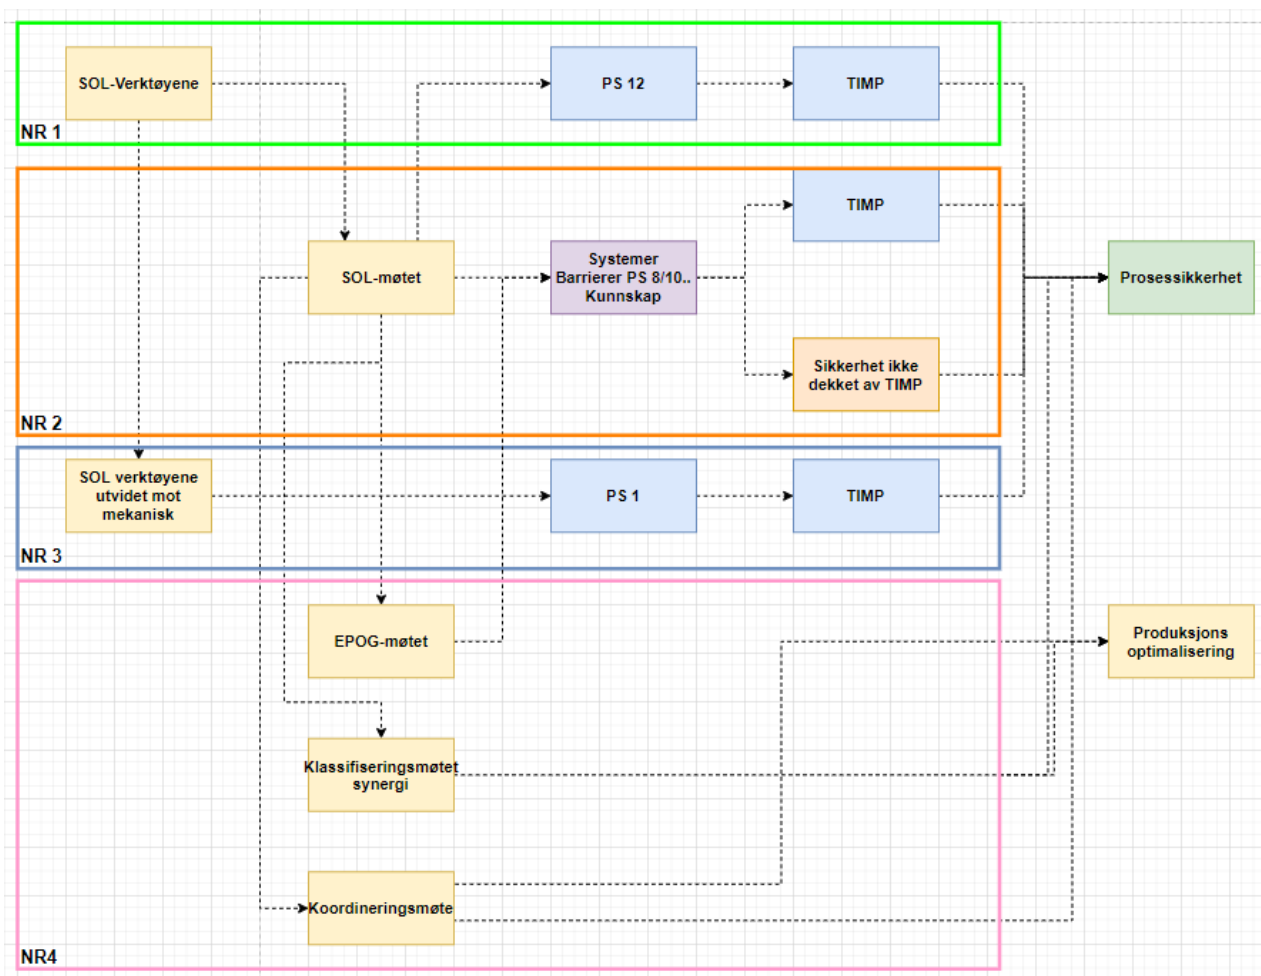 SOL-Verktøyene
PS 12
TIMP
NR 1
TIMP
SOL-møtet
Systemer
Barrierer PS 8/10..
Kunnskap
Prosessikkerhet
Sikkerhet ikke
dekket av TIMP
NR 2
SOL verktøyene
utvidet mot
mekanisk
PS 1
TIMP
NR 3
EPOG-møtet
Produksjons
optimalisering
Klassifiseringsmøtet
synergi
Koordineringsmøte
NR4